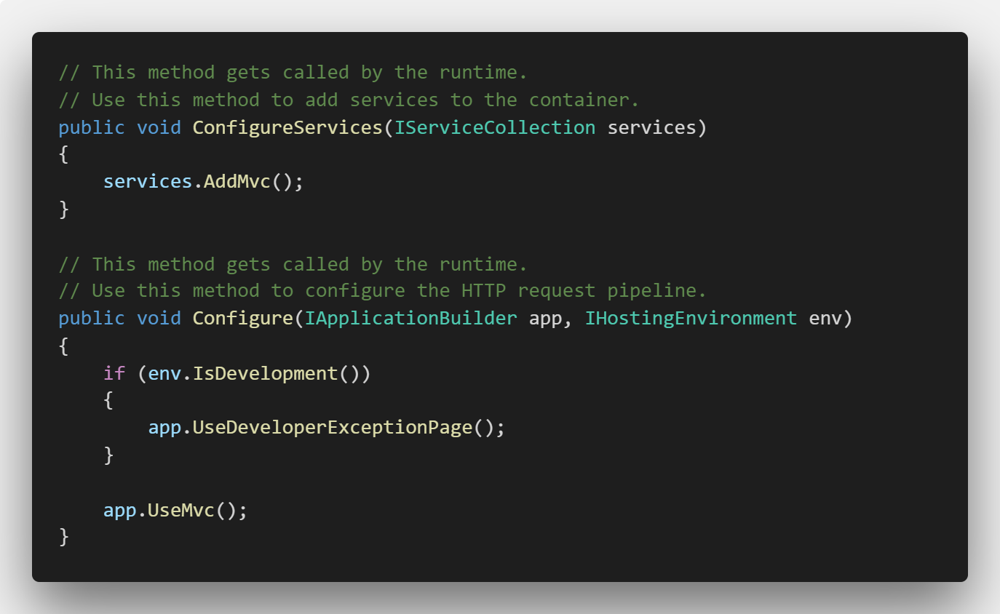 // This method gets called by the runtime.
// Use this method to add services to the container.
public void ConfigureServices(IServiceCollection services)
{
    services.AddMvc();
}

// This method gets called by the runtime.
// Use this method to configure the HTTP request pipeline.
public void Configure(IApplicationBuilder app, IHostingEnvironment env)
{
    if (env.IsDevelopment())
    {
        app.UseDeveloperExceptionPage();
    }

    app.UseMvc();
}